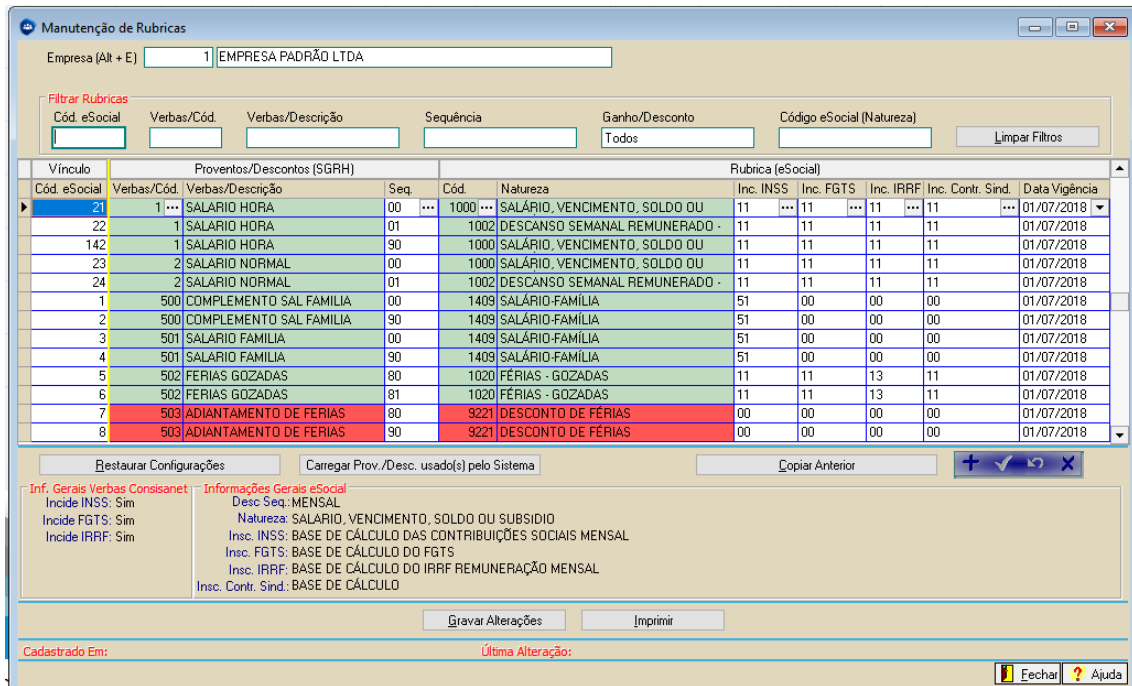 Manutenção de Rubricas
Empresa (Alt + E) 1 EMPRESA PADRÃO LTDA
Filtrar Rubricas
Cód. eSocial Verbas/Cód. Verbas/Descrição Sequência Ganho/Desconto Código eSocial (Natureza)
Todos Limpar Filtros
Vínculo Proventos/Descontos (SGRH) Rubrica (eSocial)
Cód. eSocial Verbas/Cód. Verbas/Descrição Seq. Cód. Natureza Inc. INSS Inc. FGTS Inc. IRRF Inc. Contr. Sind. Data Vigência
21 1 ... SALARIO HORA 00 ... 1000 ... SALÁRIO, VENCIMENTO, SOLDO OU 11 ... 11 ... 11 ... 11 ... 01/07/2018
22 1 SALARIO HORA 01 1002 DESCANSO SEMANAL REMUNERADO - 11 11 11 11 01/07/2018
142 1 SALARIO HORA 90 1000 SALÁRIO, VENCIMENTO, SOLDO OU 11 11 11 11 01/07/2018
23 2 SALARIO NORMAL 00 1000 SALÁRIO, VENCIMENTO, SOLDO OU 11 11 11 11 01/07/2018
24 2 SALARIO NORMAL 01 1002 DESCANSO SEMANAL REMUNERADO - 11 11 11 11 01/07/2018
1 500 COMPLEMENTO SAL FAMILIA 00 1409 SALÁRIO-FAMÍLIA 51 00 00 00 01/07/2018
2 500 COMPLEMENTO SAL FAMILIA 90 1409 SALÁRIO-FAMÍLIA 51 00 00 00 01/07/2018
3 501 SALARIO FAMILIA 00 1409 SALÁRIO-FAMÍLIA 51 00 00 00 01/07/2018
4 501 SALARIO FAMILIA 90 1409 SALÁRIO-FAMÍLIA 51 00 00 00 01/07/2018
5 502 FERIAS GOZADAS 80 1020 FÉRIAS - GOZADAS 11 11 13 11 01/07/2018
6 502 FERIAS GOZADAS 81 1020 FÉRIAS - GOZADAS 11 11 13 11 01/07/2018
7 503 ADIANTAMENTO DE FERIAS 80 9221 DESCONTO DE FÉRIAS 00 00 00 00 01/07/2018
8 503 ADIANTAMENTO DE FERIAS 90 9221 DESCONTO DE FÉRIAS 00 00 00 00 01/07/2018
Restaurar Configurações Carregar Prov./Desc. usado(s) pelo Sistema Copiar Anterior
Inf. Gerais Verbas Consisanet Informações Gerais eSocial
Incide INSS: Sim Desc Seq.: MENSAL
Incide FGTS: Sim Natureza: SALARIO, VENCIMENTO, SOLDO OU SUBSIDIO
Incide IRRF: Sim Insc. INSS: BASE DE CÁLCULO DAS CONTRIBUIÇÕES SOCIAIS MENSAL
Insc. FGTS: BASE DE CÁLCULO DO FGTS
Insc. IRRF: BASE DE CÁLCULO DO IRRF REMUNERAÇÃO MENSAL
Insc. Contr. Sind.: BASE DE CÁLCULO
Gravar Alterações Imprimir
Cadastrado Em: Última Alteração:
Fechar ? Ajuda